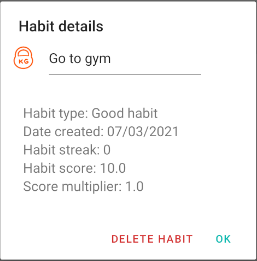 Habit details
KG
Go to gym
Habit type: Good habit
Date created: 07/03/2021
Habit streak: 0
Habit score: 10.0
Score multiplier: 1.0
DELETE HABIT OK